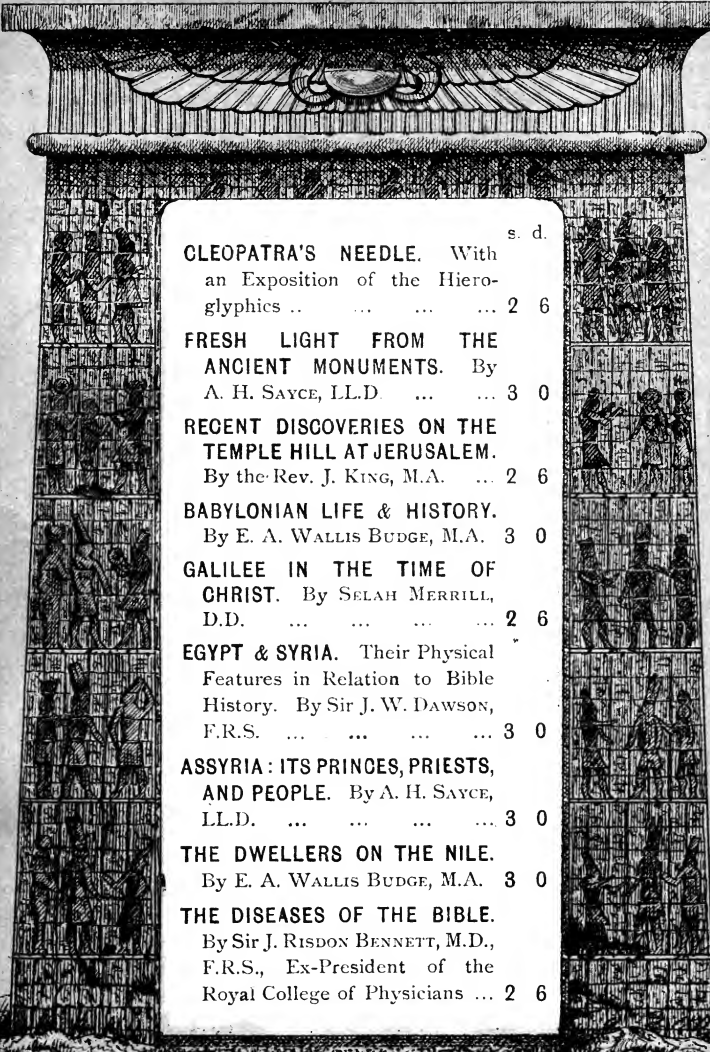 s. d.
CLEOPATRA'S NEEDLE. With
an Exposition of the Hiero-
glyphics .. ... ... ... 2 6
FRESH LIGHT FROM THE
ANCIENT MONUMENTS. By
A. H. SAYCE, LL.D ... ... 3 0
RECENT DISCOVERIES ON THE
TEMPLE HILL AT JERUSALEM.
By the Rev. J. KING, M.A. ... 2 6
BABYLONIAN LIFE & HISTORY.
By E. A. WALLIS BUDGE, M.A. 3 0
GALILEE IN THE TIME OF
CHRIST. By SELAH MERRILL,
D.D. ... ... ... ... 2 6
EGYPT & SYRIA. Their Physical
Features in Relation to Bible
History. By Sir J. W. DAWSON,
F.R.S. ... ... ... ... 3 0
ASSYRIA: ITS PRINCES, PRIESTS,
AND PEOPLE. By A. H. SAYCE,
LL.D. ... ... ... ... 3 0
THE DWELLERS ON THE NILE.
By E. A. WALLIS BUDGE, M.A. 3 0
THE DISEASES OF THE BIBLE.
By Sir J. RISDON BENNETT, M.D.,
F.R.S., Ex-President of the
Royal College of Physicians ... 2 6